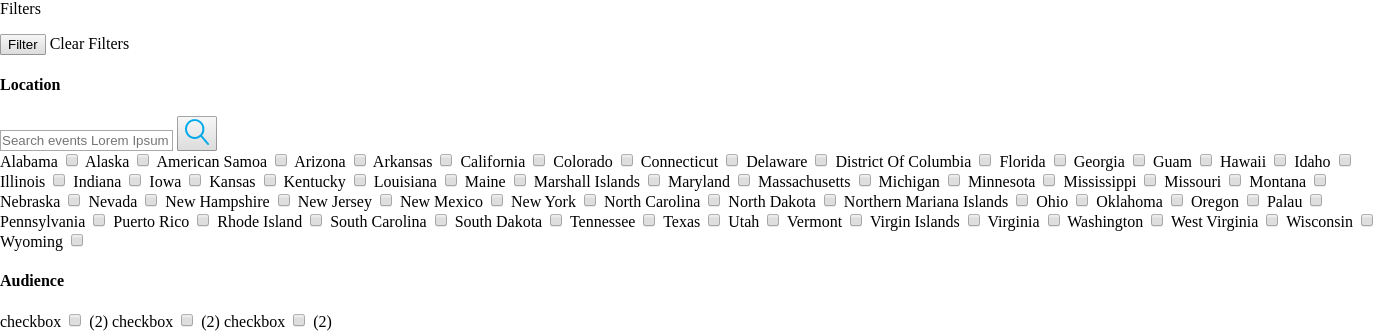 Filters
Filter Clear Filters
Location
Search events Lorem Ipsum
Alabama Alaska American Samoa Arizona Arkansas California Colorado Connecticut Delaware District Of Columbia Florida Georgia Guam Hawaii Idaho
Illinois Indiana Iowa Kansas Kentucky Louisiana Maine Marshall Islands Maryland Massachusetts Michigan Minnesota Mississippi Missouri Montana
Nebraska Nevada New Hampshire New Jersey New Mexico New York North Carolina North Dakota Northern Mariana Islands Ohio Oklahoma Oregon Palau
Pennsylvania Puerto Rico Rhode Island South Carolina South Dakota Tennessee Texas Utah Vermont Virgin Islands Virginia Washington West Virginia Wisconsin
Wyoming
Audience
checkbox (2) checkbox (2) checkbox (2)